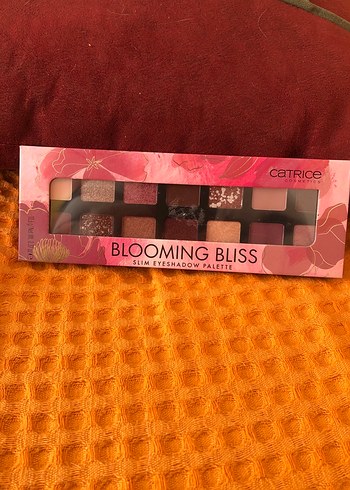 CATRICE
COSMETICS
BLOOMING BLISS
SLIM EYESHADOW PALETTE